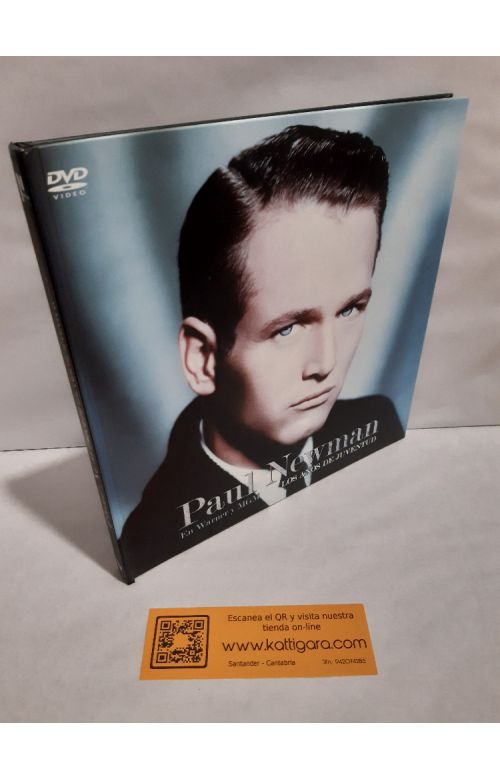 DVD
VIDEO
Paul Newman
En Warner y MGM LOS AÑOS DE JUVENTUD
Escanea el QR y visita nuestra
tienda on-line
www.kattigara.com
Santander - Cantabria